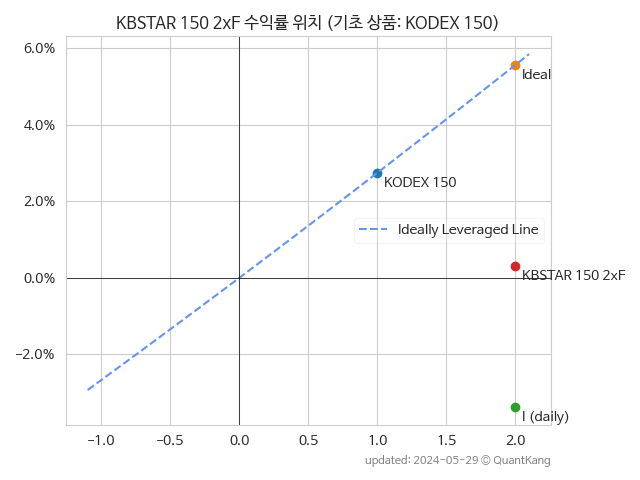 KBSTAR 150 2xF 수익률 위치 (기초 상품: KODEX 150)
6.0%
Ideal
4.0%
KODEX 150
2.0%
Ideally Leveraged Line
0.0%
KBSTAR 150 2xF
−2.0%
I (daily)
−1.0 −0.5 0.0 0.5 1.0 1.5 2.0
updated: 2024-05-29 © QuantKang